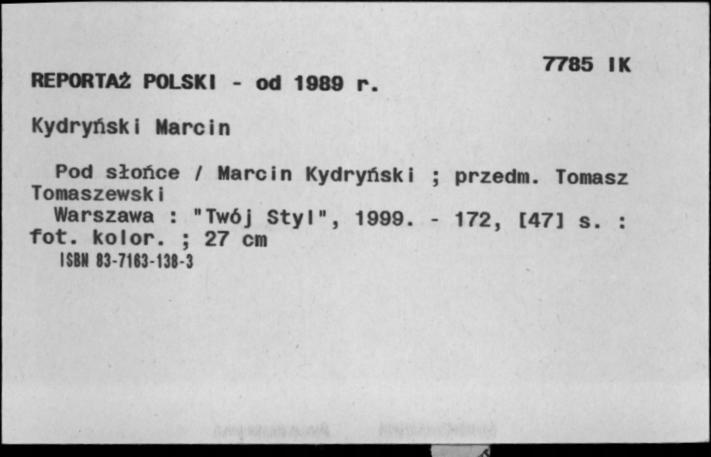 7785 IK
REPORTAŻ POLSKI - od 1989 r.
Kydryński Marcin
Pod słońce / Marcin Kydryński ; przedm. Tomasz
Tomaszewski
Warszawa : "Twój Styl", 1999. - 172, [47] s. :
fot. kolor. ; 27 cm
ISBN 83-7163-138-3